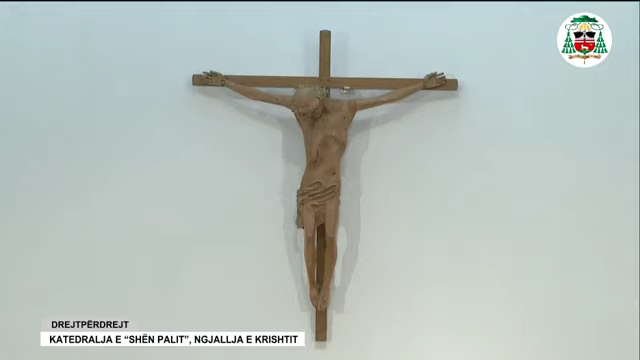 DREJTPËRDREJT
KATEDRALJA E “SHËN PALIT”, NGJALLJA E KRISHTIT